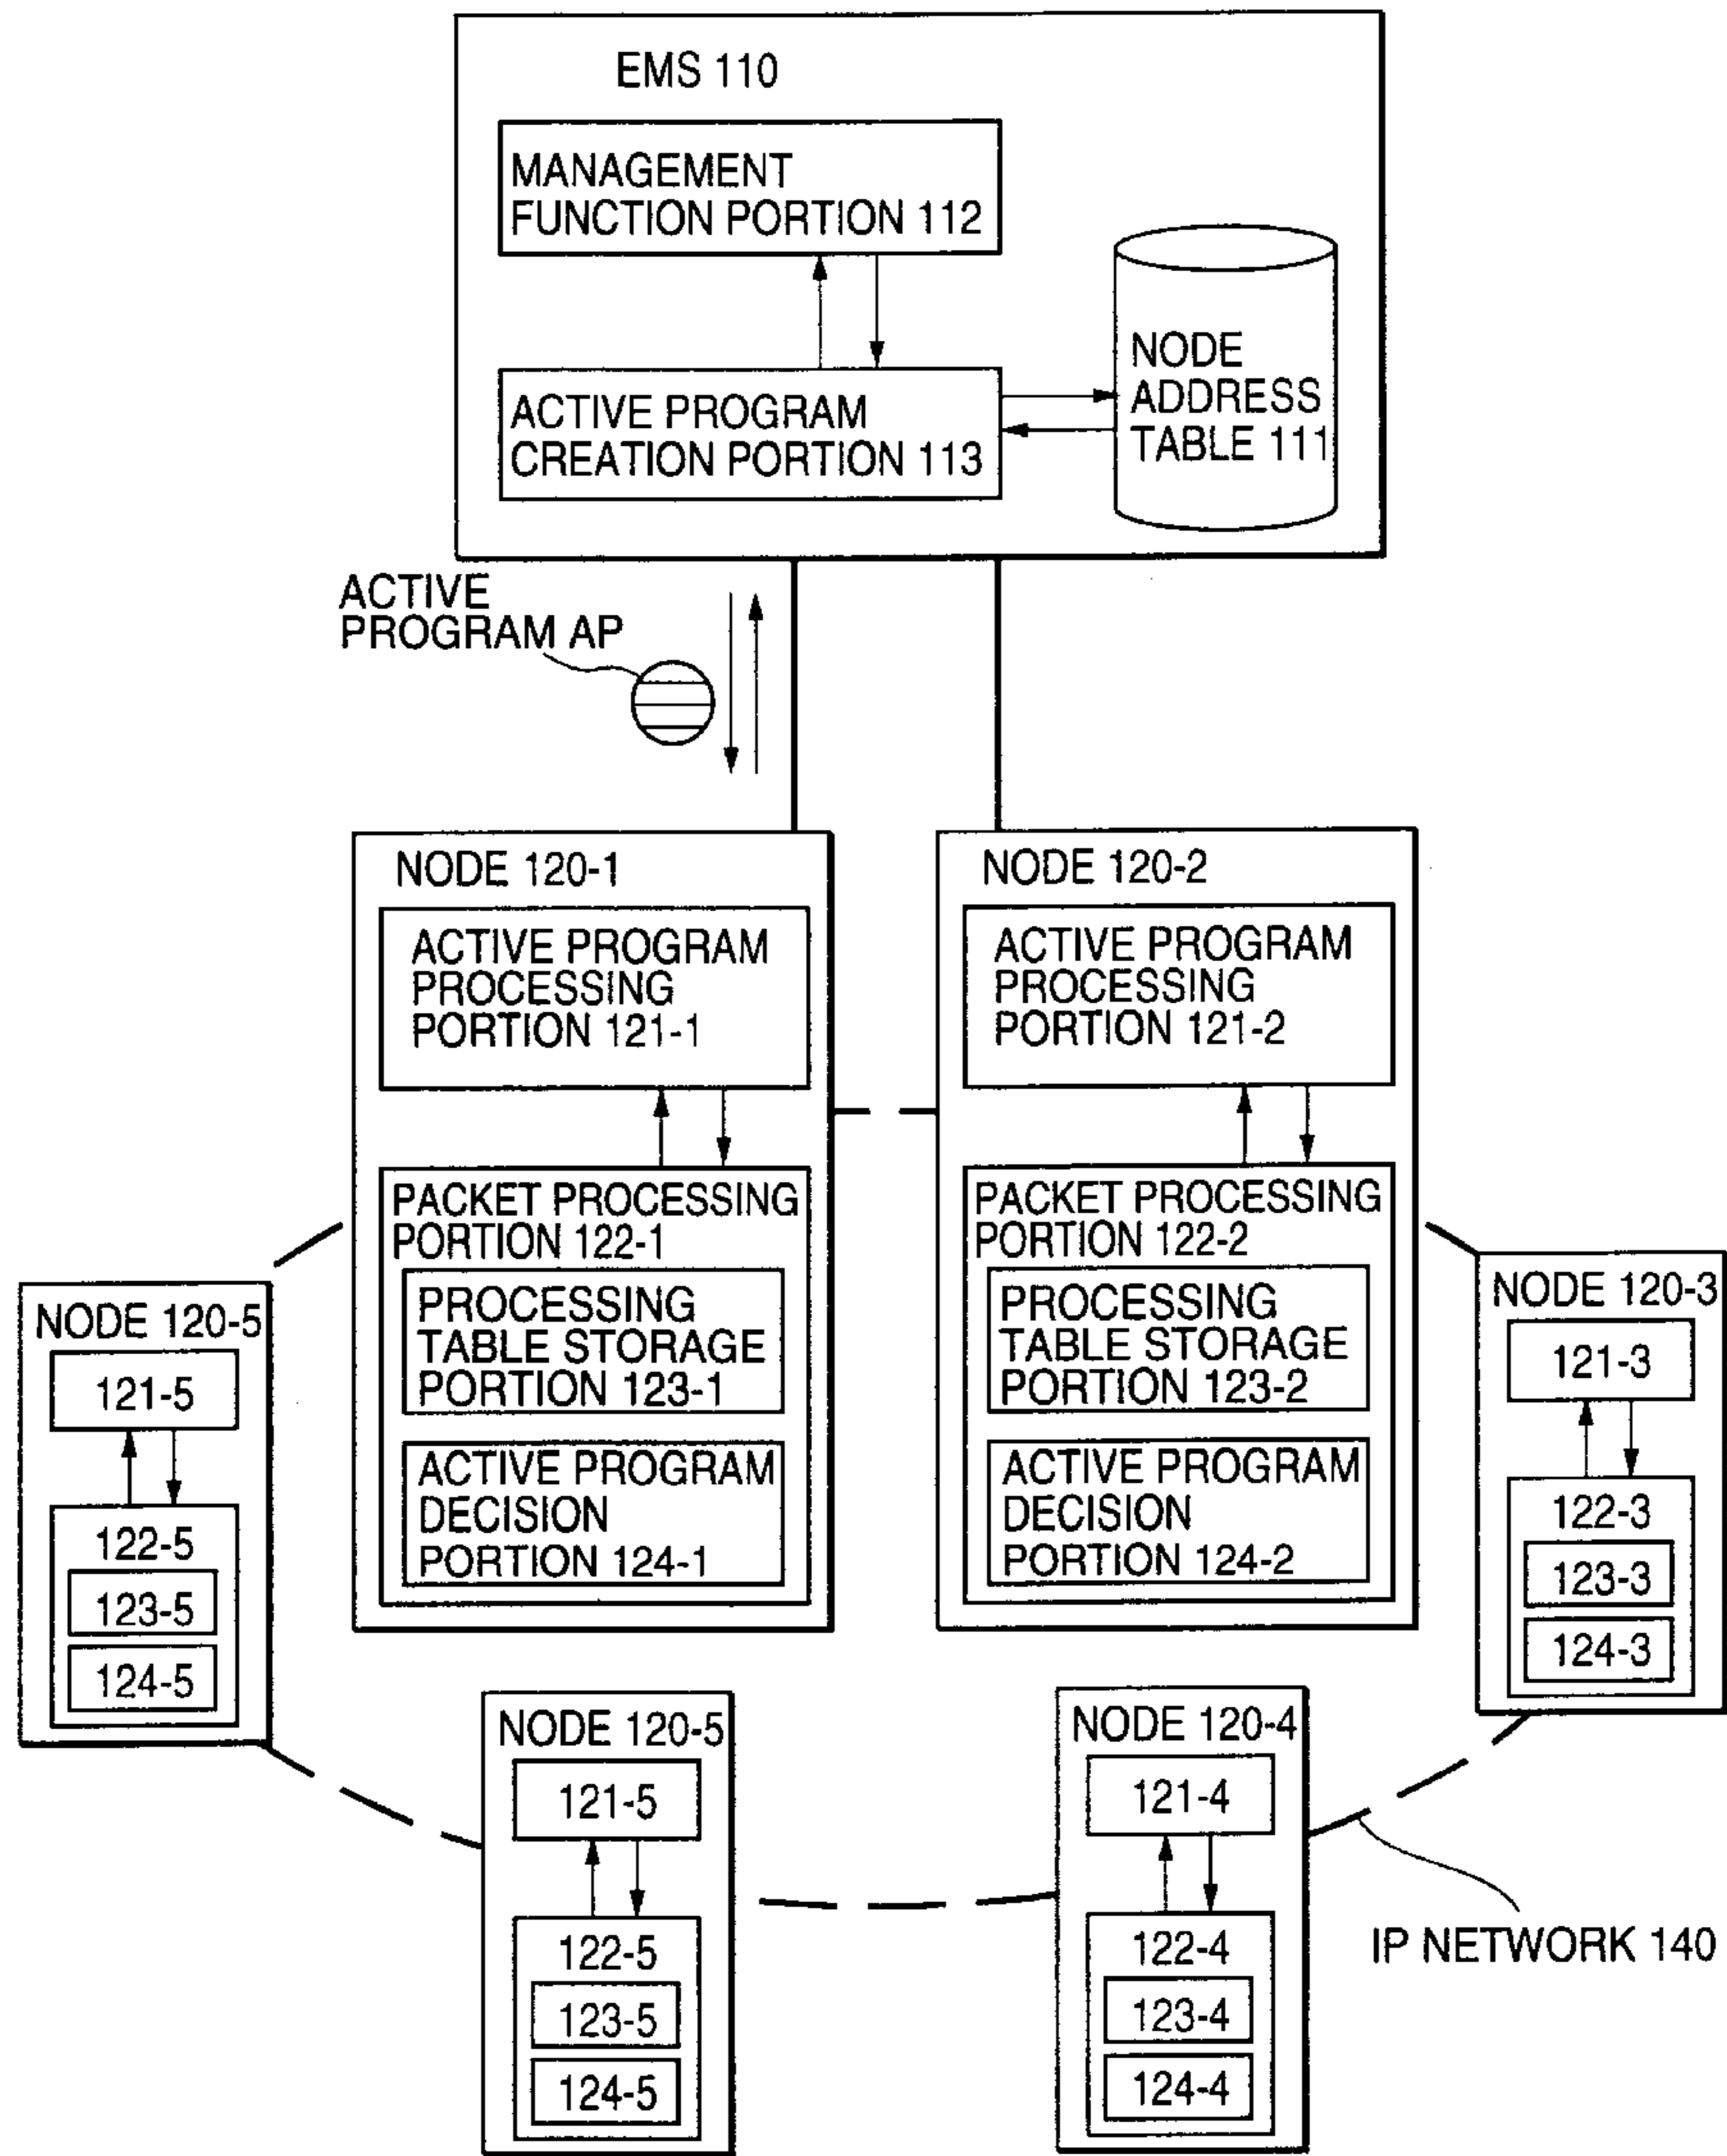 EMS 110
MANAGEMENT
FUNCTION PORTION 112
NODE
ADDRESS
TABLE 111
ACTIVE PROGRAM
CREATION PORTION 113
ACTIVE
PROGRAM AP
NODE 120-1
ACTIVE PROGRAM
PROCESSING
PORTION 121-1
PACKET PROCESSING
PORTION 122-1
PROCESSING
TABLE STORAGE
PORTION 123-1
ACTIVE PROGRAM
DECISION
PORTION 124-1
NODE 120-2
ACTIVE PROGRAM
PROCESSING
PORTION 121-2
PACKET PROCESSING
PORTION 122-2
PROCESSING
TABLE STORAGE
PORTION 123-2
ACTIVE PROGRAM
DECISION
PORTION 124-2
NODE 120-5
121-5
122-5
123-5
124-5
NODE 120-3
121-3
122-3
123-3
124-3
NODE 120-5
121-5
122-5
123-5
124-5
NODE 120-4
121-4
122-4
123-4
124-4
IP NETWORK 140